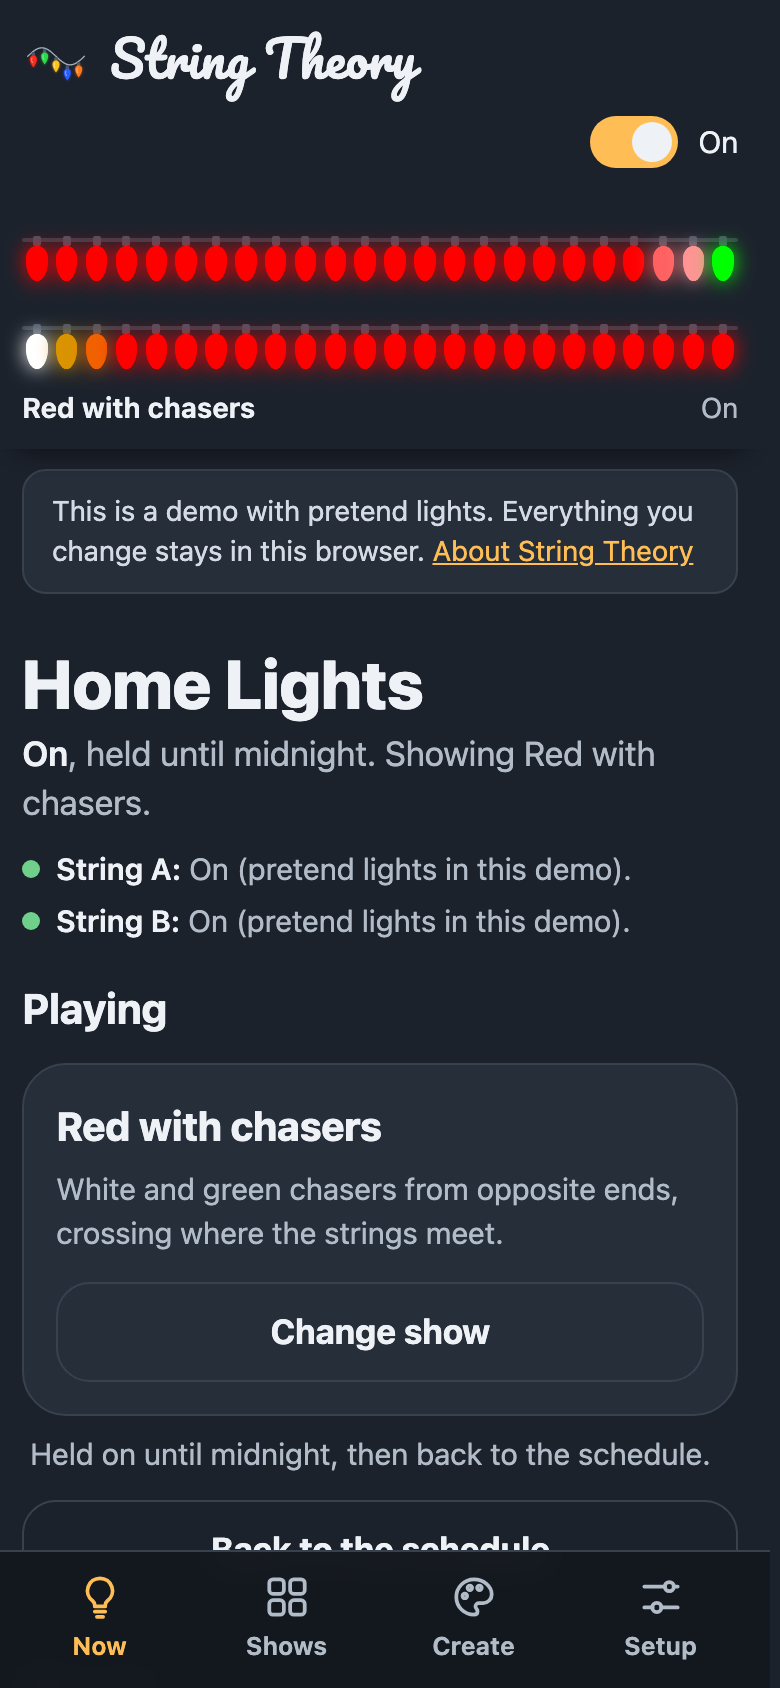 String Theory
On
Red with chasers
On
This is a demo with pretend lights. Everything you
change stays in this browser. About String Theory
Home Lights
On, held until midnight. Showing Red with
chasers.
String A: On (pretend lights in this demo).
String B: On (pretend lights in this demo).
Playing
Red with chasers
White and green chasers from opposite ends,
crossing where the strings meet.
Change show
Held on until midnight, then back to the schedule.
Back to the schedule
Now
Shows
Create
Setup